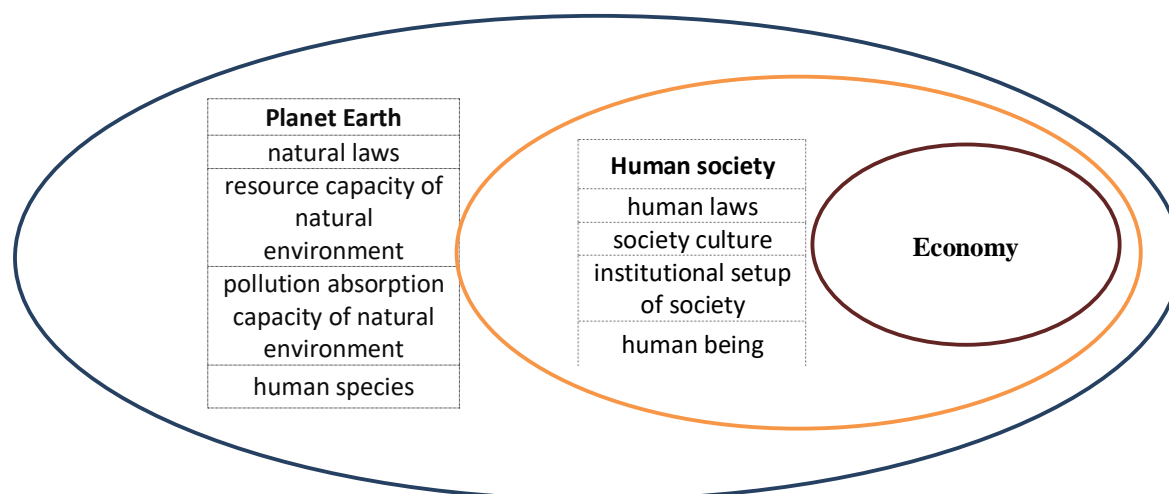 Planet Earth
natural laws
resource capacity of
natural
environment
pollution absorption
capacity of natural
environment
human species
Human society
human laws
society culture
institutional setup
of society
human being
Economy